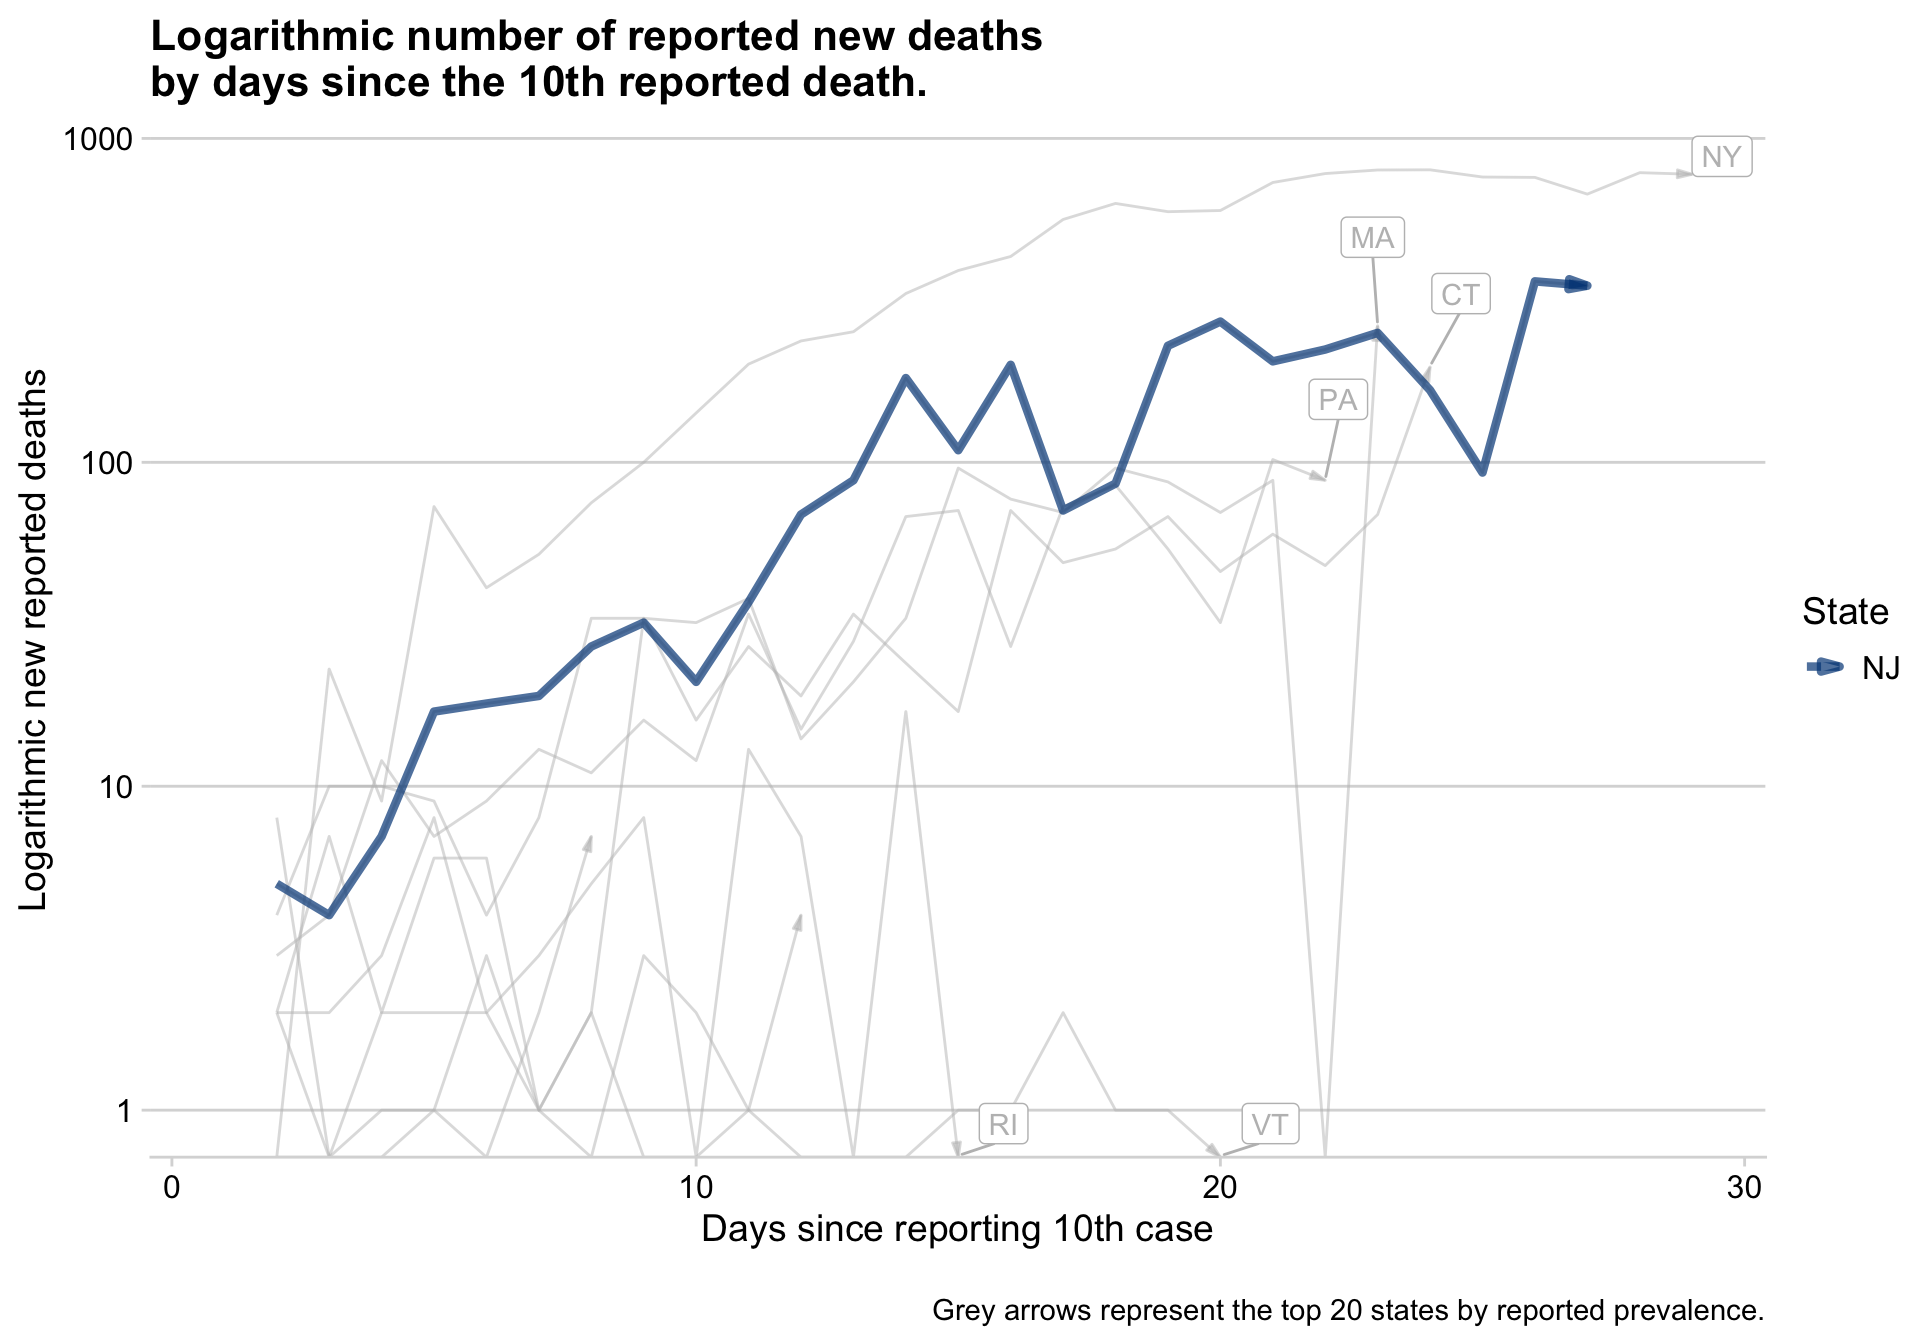 Logarithmic number of reported new deaths
by days since the 10th reported death.
Logarithmic new reported deaths
1000
100
10
1
NY
MA
CT
PA
RI
VT
State
NJ
0
10
20
30
Days since reporting 10th case
Grey arrows represent the top 20 states by reported prevalence.